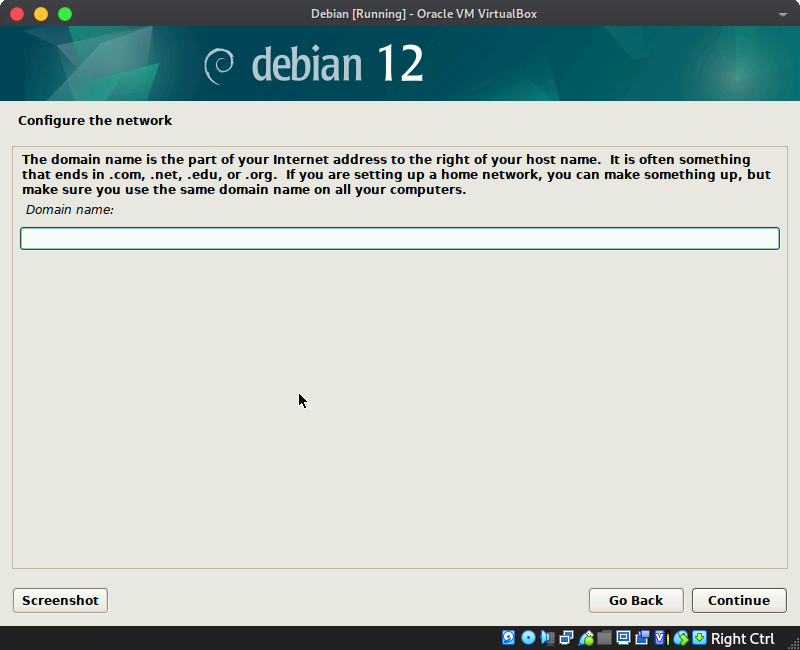 Debian [Running] - Oracle VM VirtualBox
debian 12
Configure the network
The domain name is the part of your Internet address to the right of your host name.  It is often something
that ends in .com, .net, .edu, or .org.  If you are setting up a home network, you can make something up, but
make sure you use the same domain name on all your computers.
Domain name:
Screenshot
Go Back
Continue
Right Ctrl